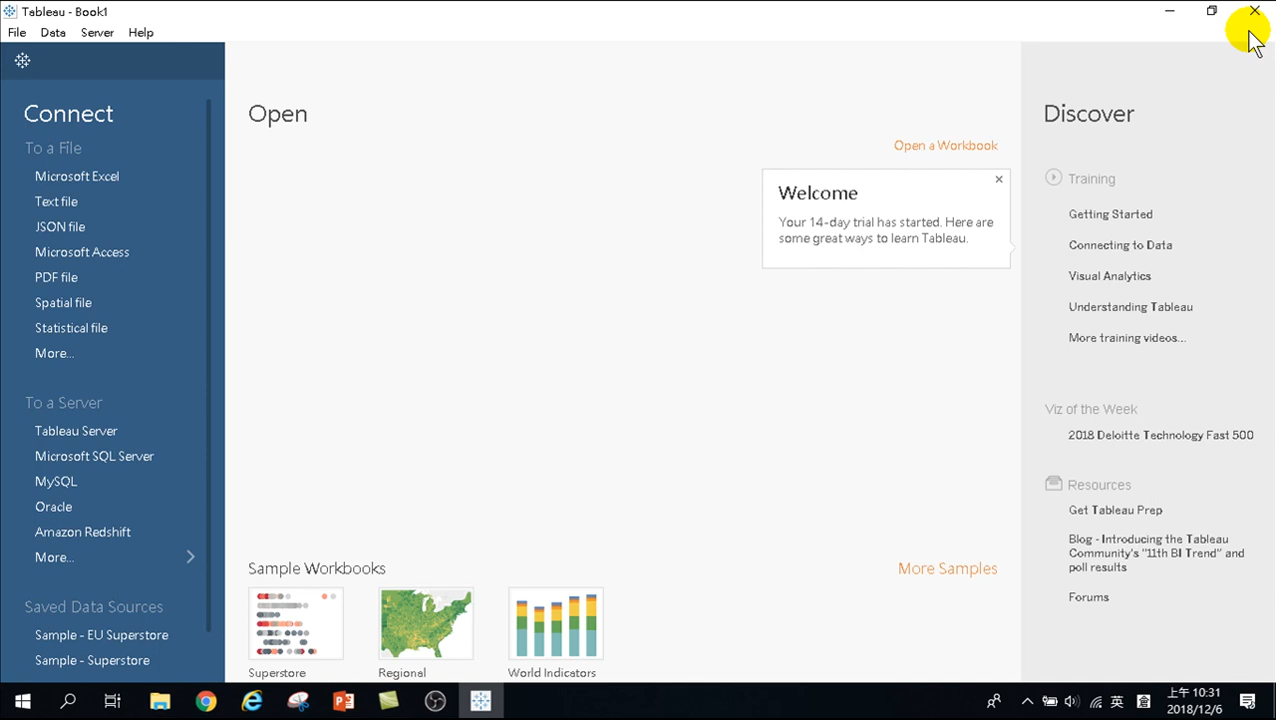 Tableau - Book1
File Data Server Help
Connect
To a File
Microsoft Excel
Text file
JSON file
Microsoft Access
PDF file
Spatial file
Statistical file
More...
To a Server
Tableau Server
Microsoft SQL Server
MySQL
Oracle
Amazon Redshift
More...
Saved Data Sources
Sample - EU Superstore
Sample - Superstore
Open
Open a Workbook
Welcome
Your 14-day trial has started. Here are
some great ways to learn Tableau.
Sample Workbooks
More Samples
Superstore
Regional
World Indicators
Discover
Training
Getting Started
Connecting to Data
Visual Analytics
Understanding Tableau
More training videos...
Viz of the Week
2018 Deloitte Technology Fast 500
Resources
Get Tableau Prep
Blog - Introducing the Tableau
Community's "11th BI Trend" and
poll results
Forums
英
上午 10:31
2018/12/6